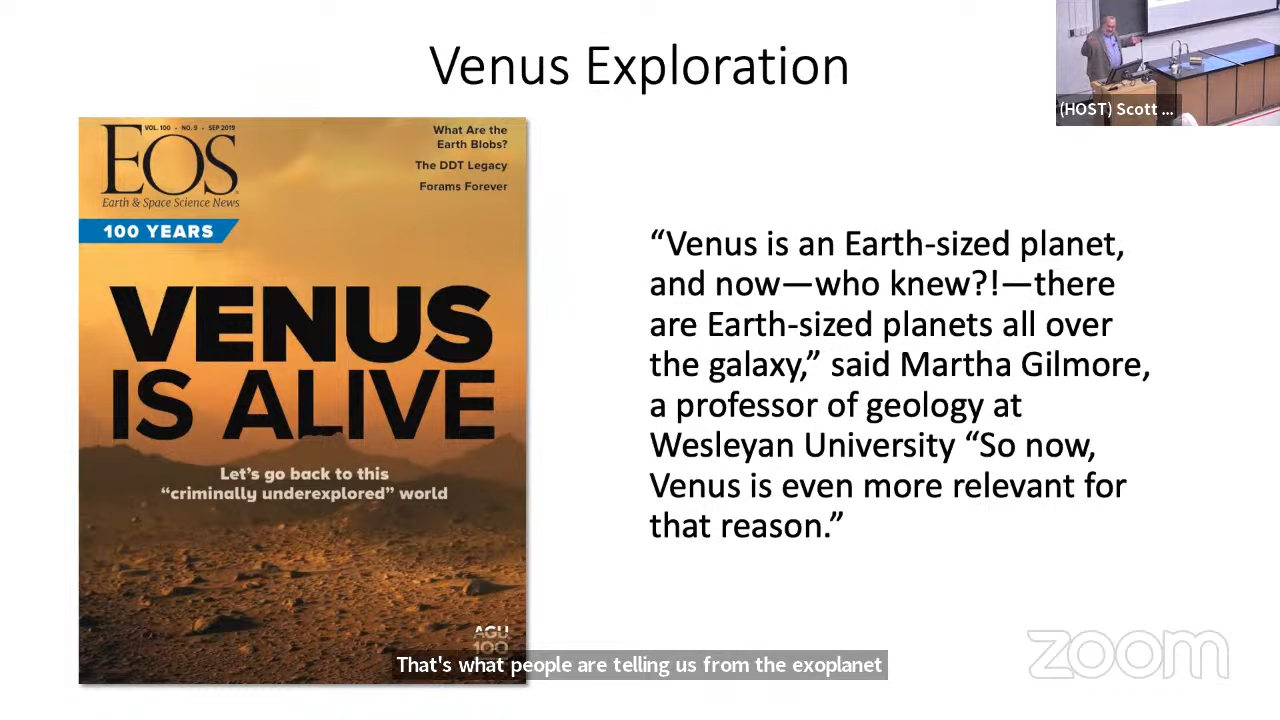 Venus Exploration
(HOST) Scott ...
VOL. 100 • NO. 9 • SEP 2019
EOS
Earth & Space Science News
What Are the
Earth Blobs?
The DDT Legacy
Forams Forever
100 YEARS
VENUS
IS ALIVE
Let's go back to this
"criminally underexplored" world
AGU
100
“Venus is an Earth-sized planet,
and now—who knew?!—there
are Earth-sized planets all over
the galaxy,” said Martha Gilmore,
a professor of geology at
Wesleyan University “So now,
Venus is even more relevant for
that reason.”
That's what people are telling us from the exoplanet
zoom